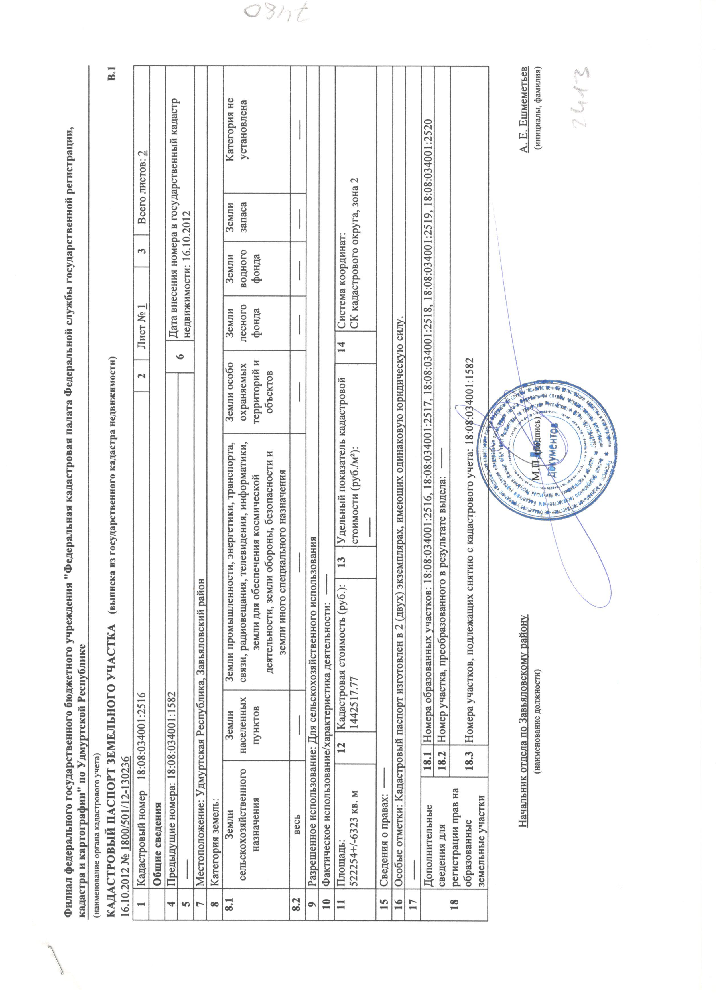 7480
Филиал федерального государственного бюджетного учреждения "Федеральная кадастровая палата Федеральной службы государственной регистрации,
кадастра и картографии" по Удмуртской Республике
(наименование органа кадастрового учета)
КАДАСТРОВЫЙ ПАСПОРТ ЗЕМЕЛЬНОГО УЧАСТКА (выписка из государственного кадастра недвижимости) В.1
16.10.2012 № 1800/501/12-130236
1 Кадастровый номер 18:08:034001:2516 2 Лист № 1 3 Всего листов: 2
Общие сведения
4 Предыдущие номера: 18:08:034001:1582
5 —
6 Дата внесения номера в государственный кадастр
недвижимости: 16.10.2012
7 Местоположение: Удмуртская Республика, Завьяловский район
8 Категория земель:
8.1
Земли
сельскохозяйственного
назначения
Земли
населенных
пунктов
Земли промышленности, энергетики, транспорта,
связи, радиовещания, телевидения, информатики,
земли для обеспечения космической
деятельности, земли обороны, безопасности и
земли иного специального назначения
Земли особо
охраняемых
территорий и
объектов
Земли
лесного
фонда
Земли
водного
фонда
Земли
запаса
Категория не
установлена
8.2 весь — — — — — — —
9 Разрешенное использование: Для сельскохозяйственного использования
10 Фактическое использование/характеристика деятельности: —
11 Площадь:
522254+/-6323 кв. м
12 Кадастровая стоимость (руб.):
1442517.77
13 Удельный показатель кадастровой
стоимости (руб./м²):
—
14 Система координат:
СК кадастрового округа, зона 2
15 Сведения о правах: —
16 Особые отметки: Кадастровый паспорт изготовлен в 2 (двух) экземплярах, имеющих одинаковую юридическую силу.
17 —
18
Дополнительные
сведения для
регистрации прав на
образованные
земельные участки
18.1 Номера образованных участков: 18:08:034001:2516, 18:08:034001:2517, 18:08:034001:2518, 18:08:034001:2519, 18:08:034001:2520
18.2 Номер участка, преобразованного в результате выдела: —
18.3 Номера участков, подлежащих снятию с кадастрового учета: 18:08:034001:1582
Начальник отдела по Завьяловскому району
(наименование должности)
М.П. (подпись)
документов
А. Е. Ешметьев
(инициалы, фамилия)
2413